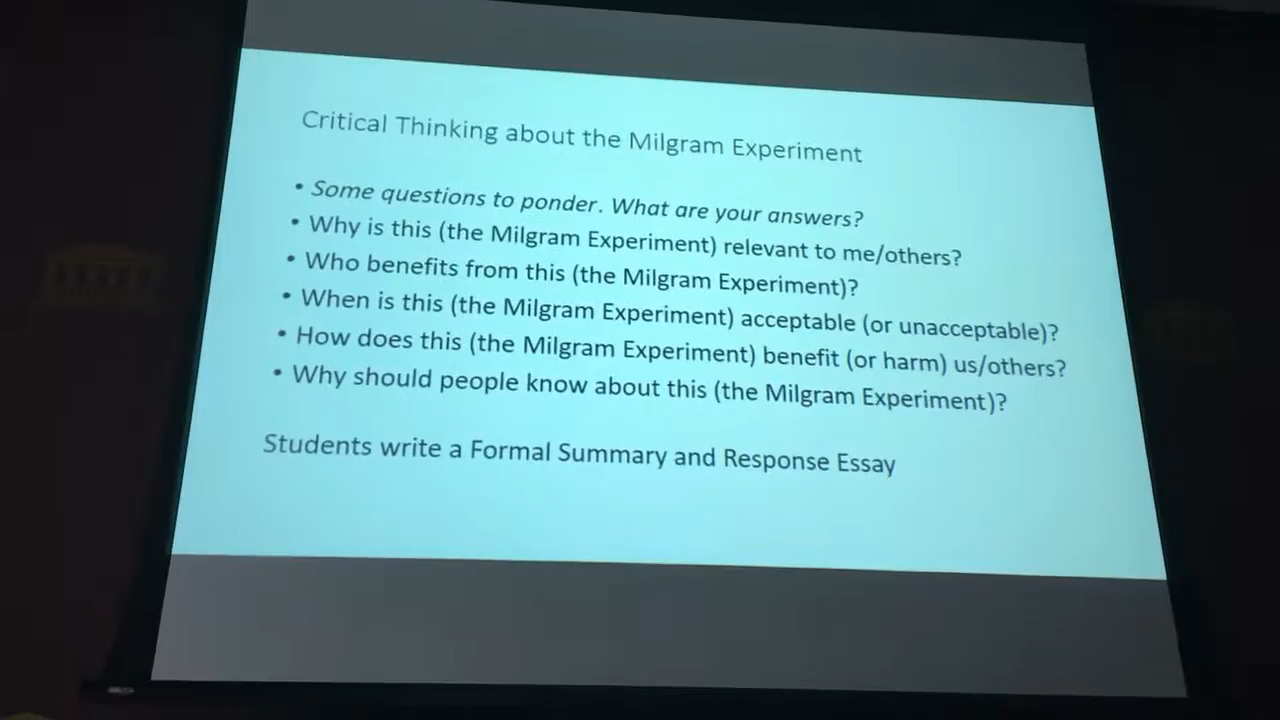 Critical Thinking about the Milgram Experiment
• Some questions to ponder. What are your answers?
• Why is this (the Milgram Experiment) relevant to me/others?
• Who benefits from this (the Milgram Experiment)?
• When is this (the Milgram Experiment) acceptable (or unacceptable)?
• How does this (the Milgram Experiment) benefit (or harm) us/others?
• Why should people know about this (the Milgram Experiment)?
Students write a Formal Summary and Response Essay